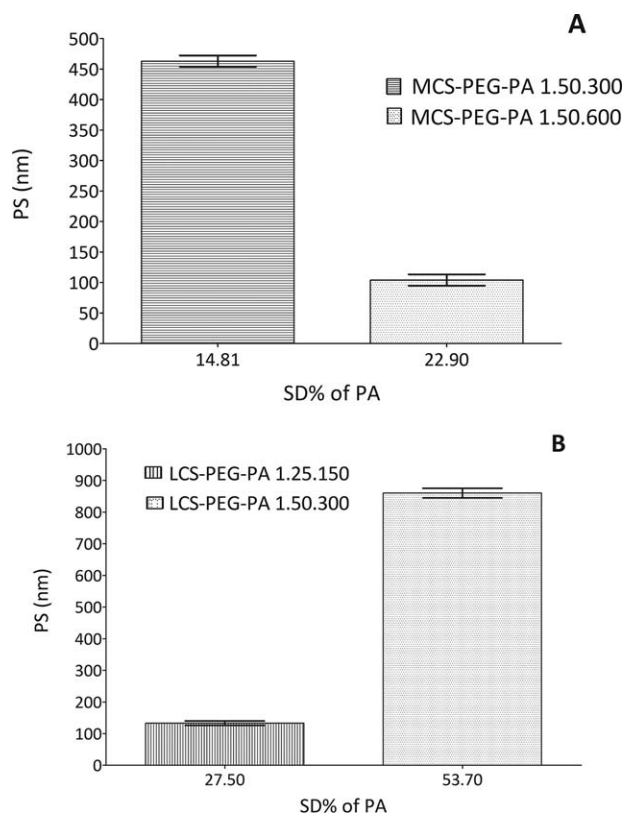 A
500
450
400
350
300
250
200
150
100
50
0
PS (nm)
MCS-PEG-PA 1.50.300
MCS-PEG-PA 1.50.600
14.81 22.90
SD% of PA
B
1000
900
800
700
600
500
400
300
200
100
0
PS (nm)
LCS-PEG-PA 1.25.150
LCS-PEG-PA 1.50.300
27.50 53.70
SD% of PA